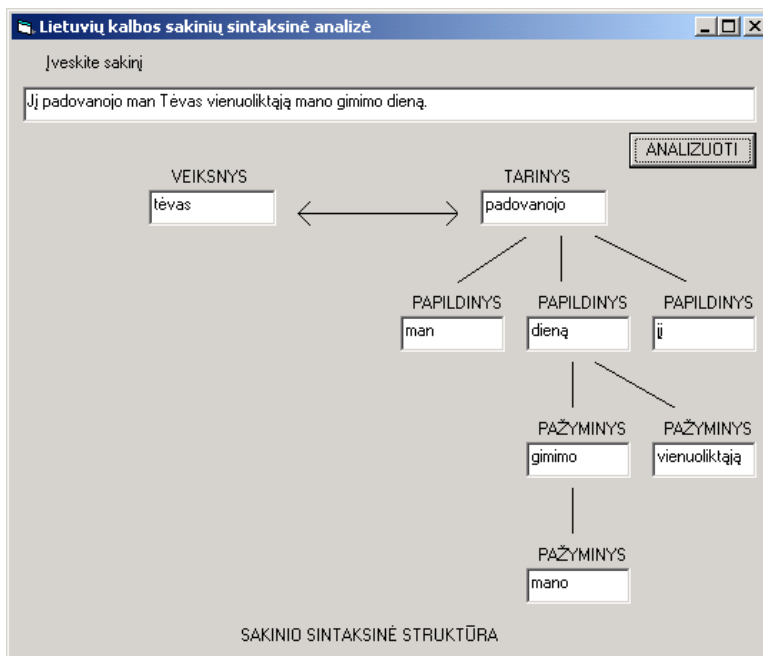 Lietuvių kalbos sakinių sintaksinė analizė
Įveskite sakinį
Jį padovanojo man Tėvas vienuoliktąją mano gimimo dieną.
ANALIZUOTI
VEIKSNYS TARINYS
tėvas padovanojo
PAPILDINYS PAPILDINYS PAPILDINYS
man dieną jį
PAŽYMINYS PAŽYMINYS
gimimo vienuoliktąją
PAŽYMINYS
mano
SAKINIO SINTAKSINĖ STRUKTŪRA